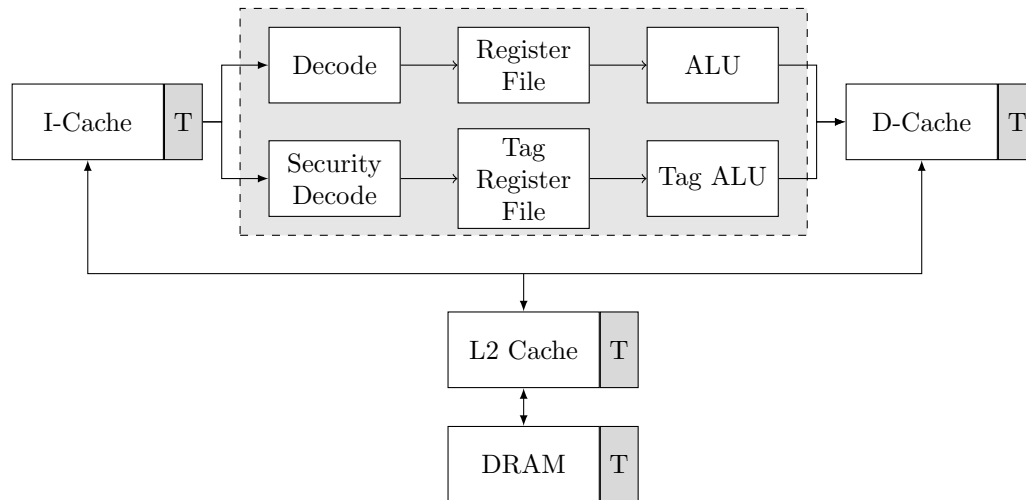 Decode
Register
File
ALU
I-Cache
T
D-Cache
T
Security
Decode
Tag
Register
File
Tag ALU
L2 Cache
T
DRAM
T